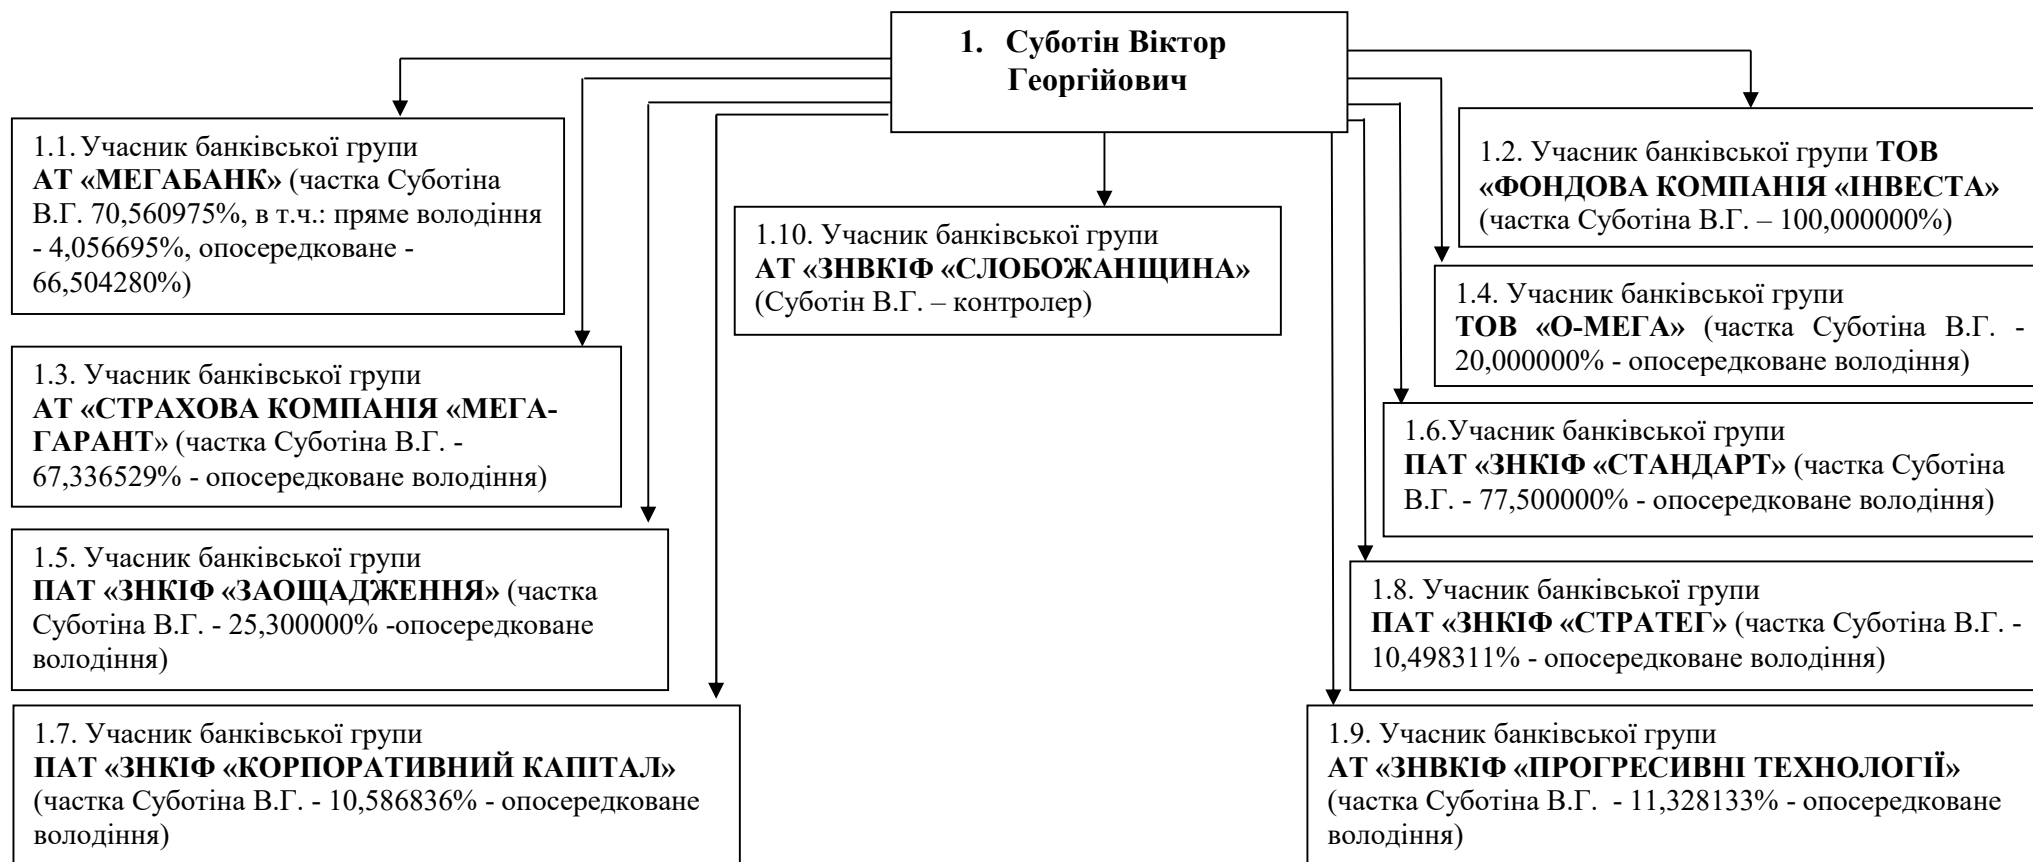 1. Суботін Віктор
Георгійович
1.1. Учасник банківської групи
АТ «МЕГАБАНК» (частка Суботіна
В.Г. 70,560975%, в т.ч.: пряме володіння
- 4,056695%, опосередковане -
66,504280%)
1.2. Учасник банківської групи ТОВ
«ФОНДОВА КОМПАНІЯ «ІНВЕСТА»
(частка Суботіна В.Г. – 100,000000%)
1.10. Учасник банківської групи
АТ «ЗНВКІФ «СЛОБОЖАНЩИНА»
(Суботін В.Г. – контролер)
1.3. Учасник банківської групи
АТ «СТРАХОВА КОМПАНІЯ «МЕГА-
ГАРАНТ» (частка Суботіна В.Г. -
67,336529% - опосередковане володіння)
1.4. Учасник банківської групи
ТОВ «О-МЕГА» (частка Суботіна В.Г. -
20,000000% - опосередковане володіння)
1.5. Учасник банківської групи
ПАТ «ЗНКІФ «ЗАОЩАДЖЕННЯ» (частка
Суботіна В.Г. - 25,300000% -опосередковане
володіння)
1.6.Учасник банківської групи
ПАТ «ЗНКІФ «СТАНДАРТ» (частка Суботіна
В.Г. - 77,500000% - опосередковане володіння)
1.7. Учасник банківської групи
ПАТ «ЗНКІФ «КОРПОРАТИВНИЙ КАПІТАЛ»
(частка Суботіна В.Г. - 10,586836% - опосередковане
володіння)
1.8. Учасник банківської групи
ПАТ «ЗНКІФ «СТРАТЕГ» (частка Суботіна В.Г. -
10,498311% - опосередковане володіння)
1.9. Учасник банківської групи
АТ «ЗНВКІФ «ПРОГРЕСИВНІ ТЕХНОЛОГІЇ»
(частка Суботіна В.Г. - 11,328133% - опосередковане
володіння)